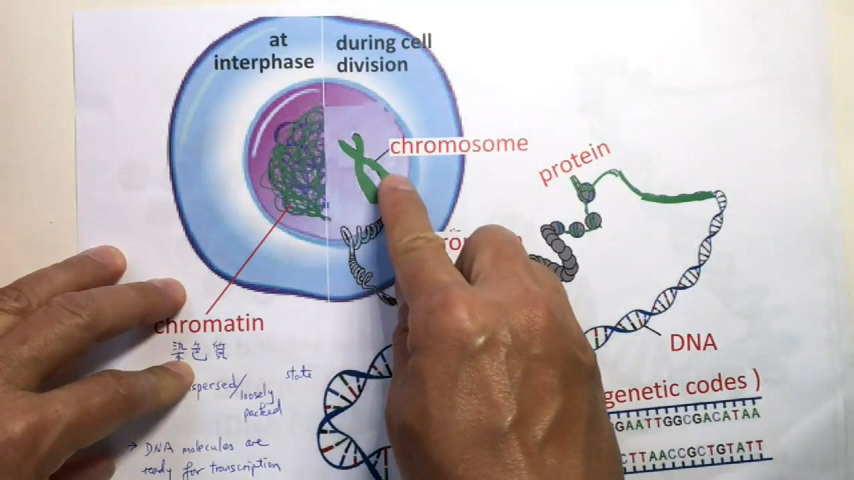 at
interphase
during cell
division
chromosome
protein
chromatin
染色質
dispersed/loosely
packed
state
→ DNA molecules are
ready for transcription
DNA
genetic codes )
GAATTGGCGACATAA
CTTAACCGCTGTATT